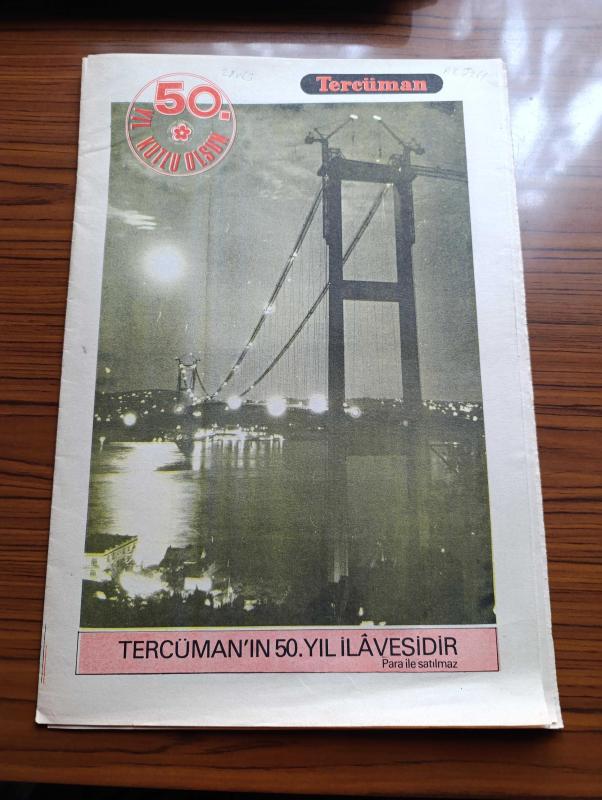 50.
YIL KUTLU OLSUN
Tercüman
TERCÜMAN'IN 50. YIL İLÂVESİDİR
Para ile satılmaz